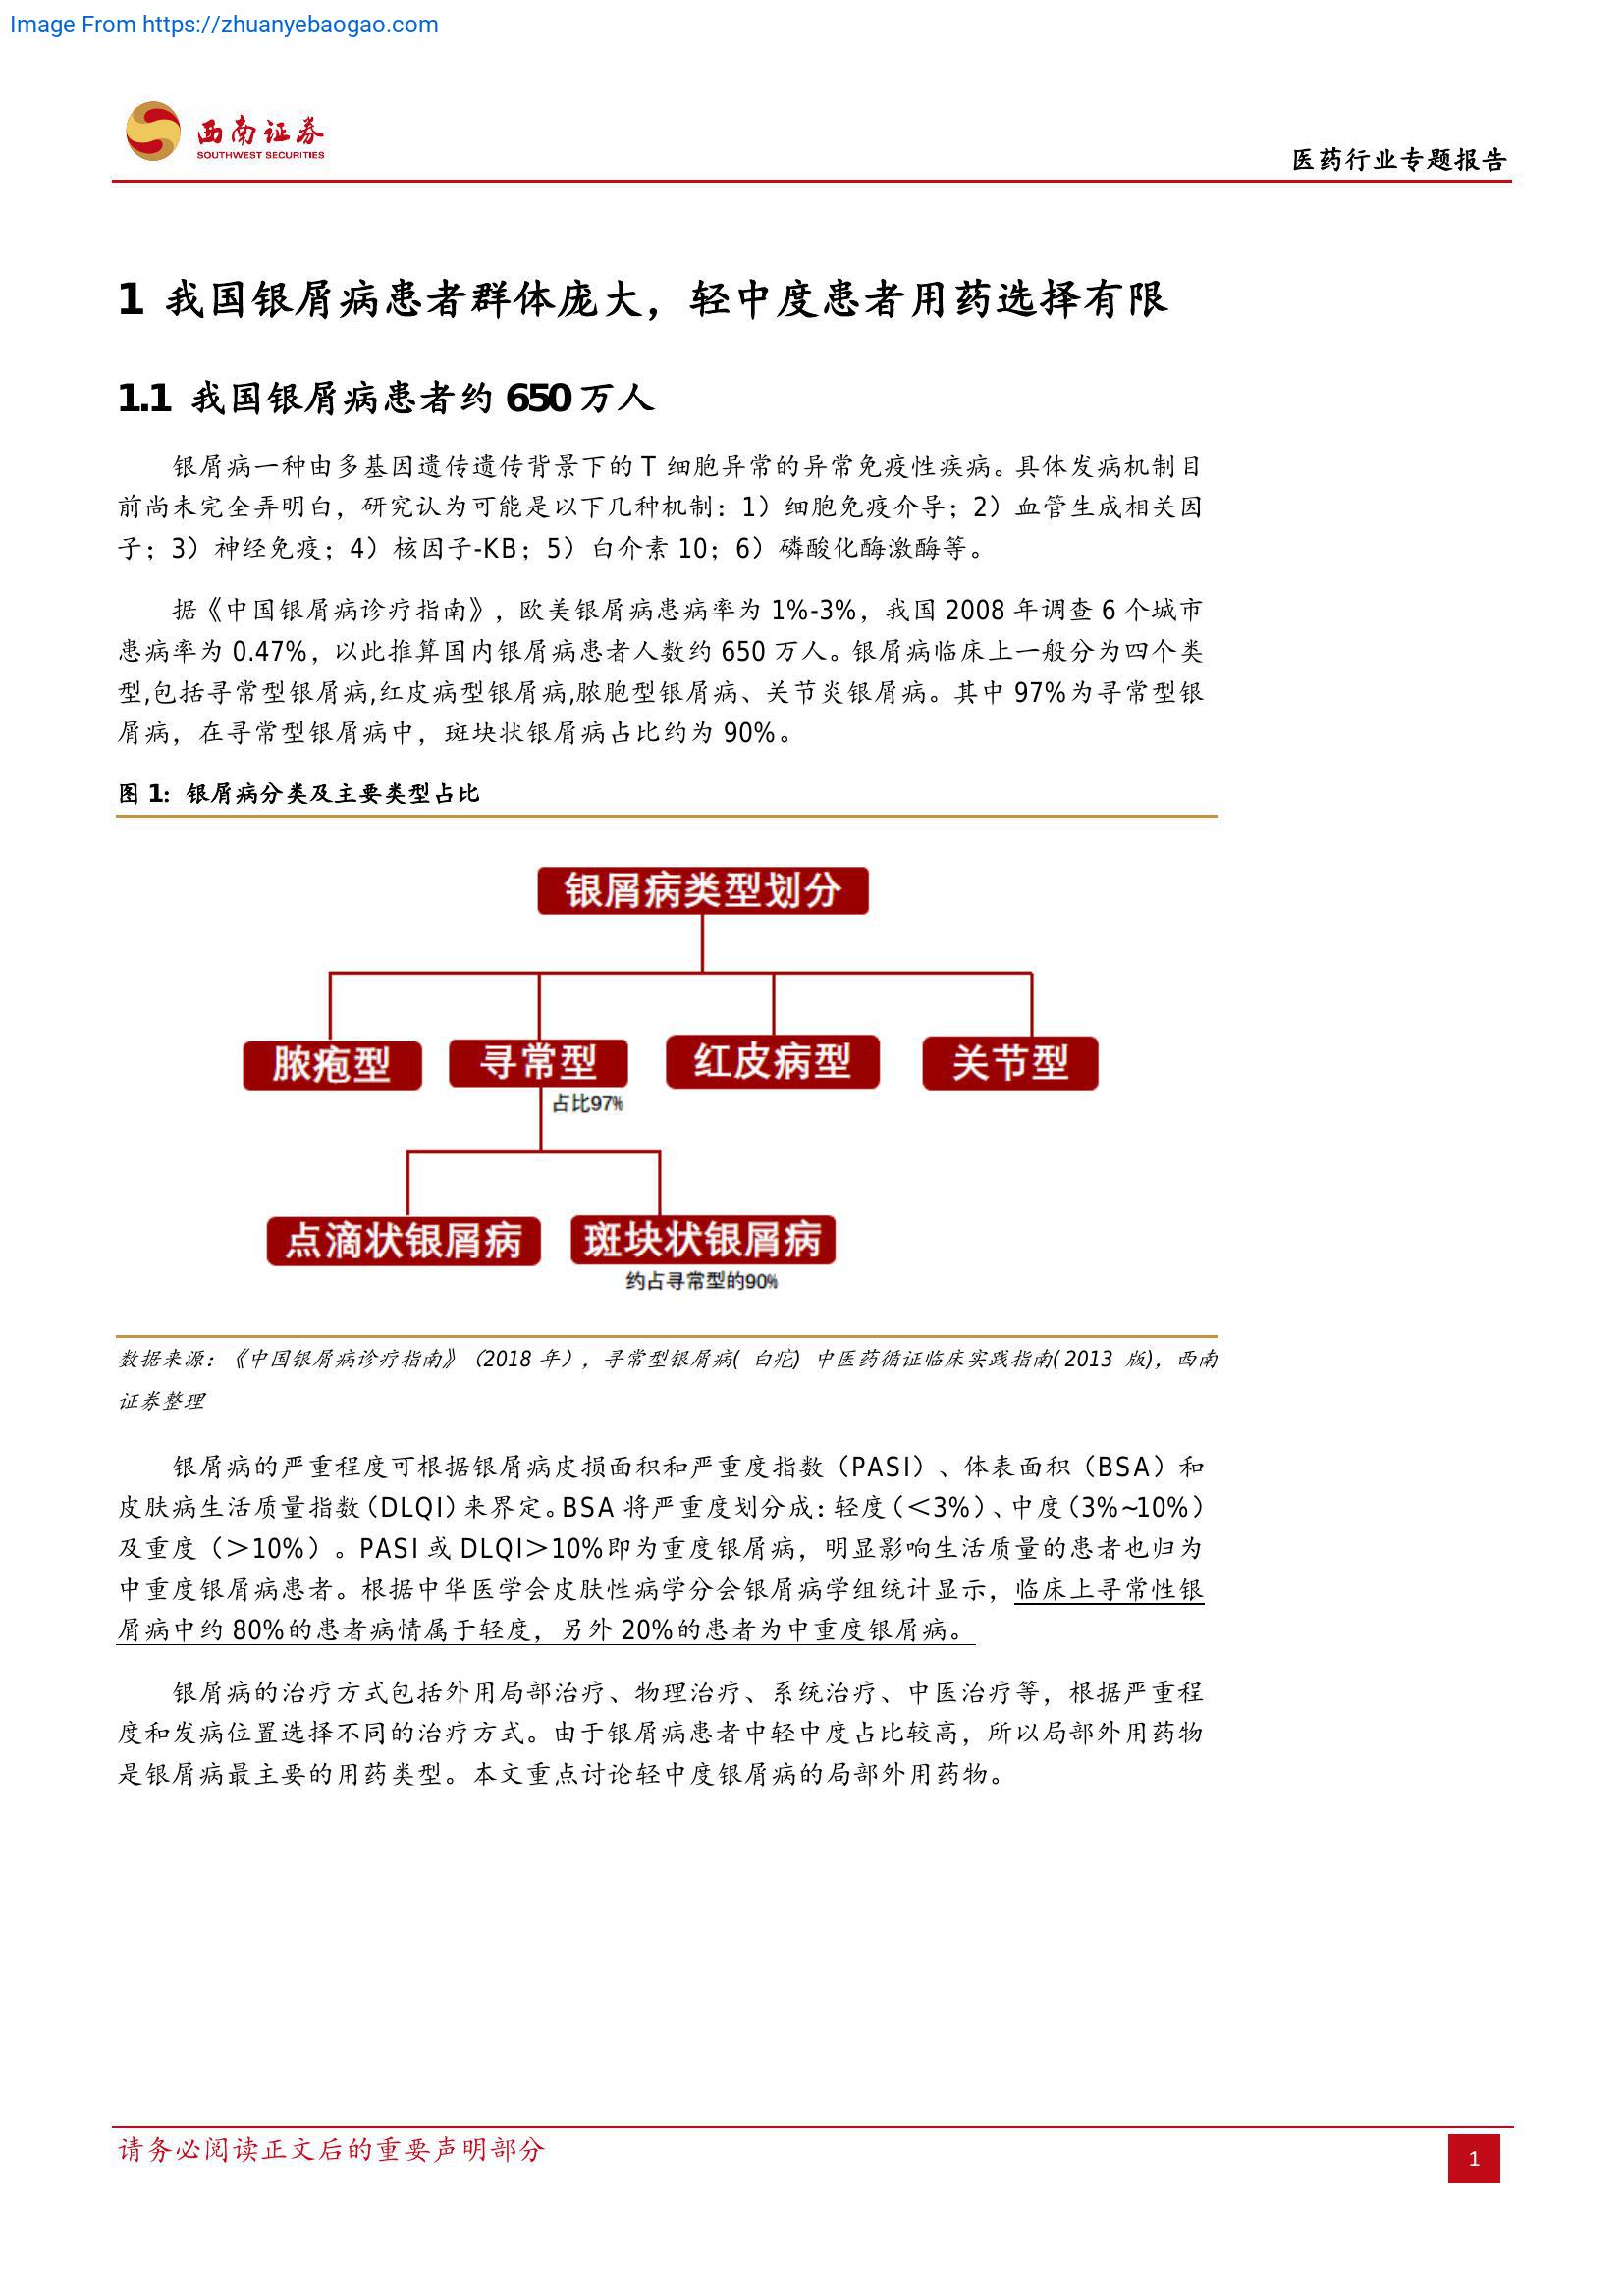 Image From https://zhuanyebaogao.com
西南证券
SOUTHWEST SECURITIES
医药行业专题报告
1 我国银屑病患者群体庞大，轻中度患者用药选择有限
1.1 我国银屑病患者约 650 万人
银屑病一种由多基因遗传遗传背景下的 T 细胞异常的异常免疫性疾病。具体发病机制目
前尚未完全弄明白，研究认为可能是以下几种机制：1）细胞免疫介导；2）血管生成相关因
子；3）神经免疫；4）核因子-KB；5）白介素 10；6）磷酸化酶激酶等。
据《中国银屑病诊疗指南》，欧美银屑病患病率为 1%-3%，我国 2008 年调查 6 个城市
患病率为 0.47%，以此推算国内银屑病患者人数约 650 万人。银屑病临床上一般分为四个类
型,包括寻常型银屑病,红皮病型银屑病,脓胞型银屑病、关节炎银屑病。其中 97%为寻常型银
屑病，在寻常型银屑病中，斑块状银屑病占比约为 90%。
图 1：银屑病分类及主要类型占比
银屑病类型划分
脓疱型 寻常型 红皮病型 关节型
占比97%
点滴状银屑病 斑块状银屑病
约占寻常型的90%
数据来源：《中国银屑病诊疗指南》（2018 年），寻常型银屑病( 白疕) 中医药循证临床实践指南(2013 版)，西南
证券整理
银屑病的严重程度可根据银屑病皮损面积和严重度指数（PASI）、体表面积（BSA）和
皮肤病生活质量指数（DLQI）来界定。BSA 将严重度划分成：轻度（＜3%）、中度（3%~10%）
及重度（＞10%）。PASI 或 DLQI＞10%即为重度银屑病，明显影响生活质量的患者也归为
中重度银屑病患者。根据中华医学会皮肤性病学分会银屑病学组统计显示，临床上寻常性银
屑病中约 80%的患者病情属于轻度，另外 20%的患者为中重度银屑病。
银屑病的治疗方式包括外用局部治疗、物理治疗、系统治疗、中医治疗等，根据严重程
度和发病位置选择不同的治疗方式。由于银屑病患者中轻中度占比较高，所以局部外用药物
是银屑病最主要的用药类型。本文重点讨论轻中度银屑病的局部外用药物。
请务必阅读正文后的重要声明部分
1